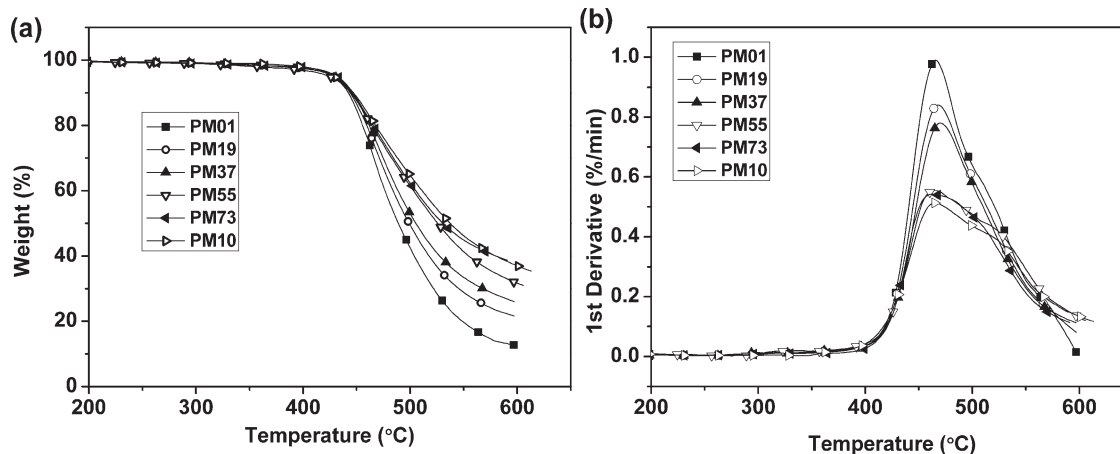 (a)
100
80
60
40
20
0
Weight (%)
PM01
PM19
PM37
PM55
PM73
PM10
200 300 400 500 600
Temperature (°C)
(b)
1.0
0.8
0.6
0.4
0.2
0.0
1st Derivative (%/min)
PM01
PM19
PM37
PM55
PM73
PM10
200 300 400 500 600
Temperature (°C)